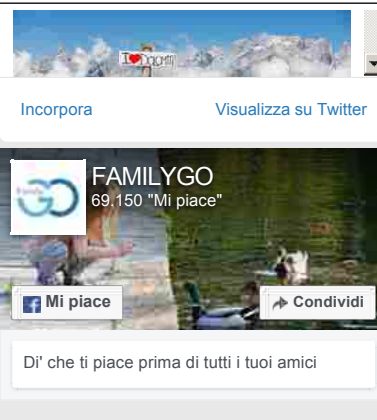 I ❤ Dolomiti
Incorpora
Visualizza su Twitter
Family
GO
FAMILYGO
69.150 "Mi piace"
Mi piace
Condividi
Di' che ti piace prima di tutti i tuoi amici